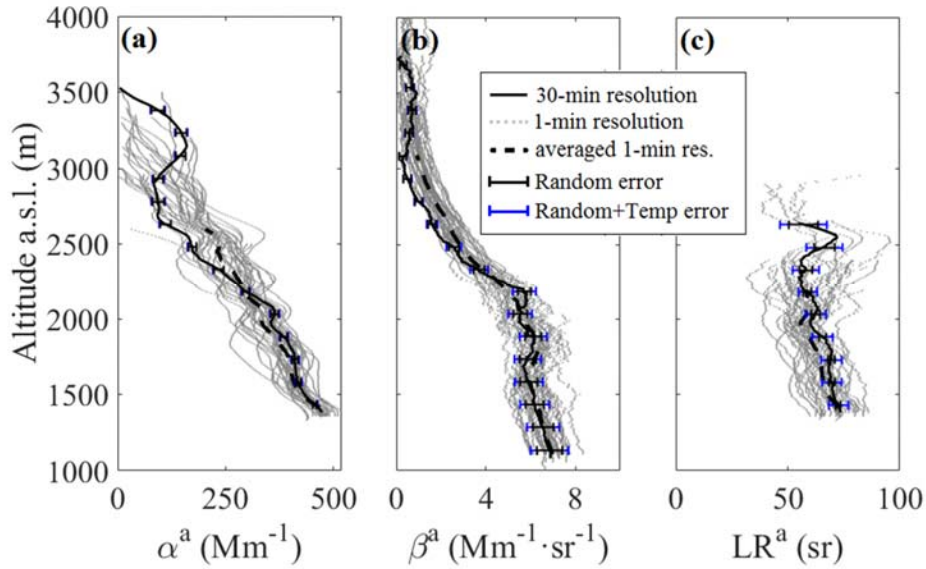 4000
3500
3000
2500
2000
1500
1000
Altitude a.s.l. (m)
(a)
0 250 500
αᵃ (Mm⁻¹)
(b)
0 4 8
βᵃ (Mm⁻¹·sr⁻¹)
(c)
0 50 100
LRᵃ (sr)
30-min resolution
1-min resolution
averaged 1-min res.
Random error
Random+Temp error